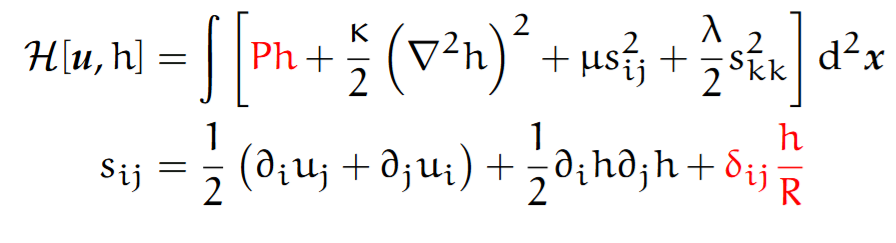 ℋ[𝒖, h] = ∫ [Ph + κ/2 (∇²h)² + μs²ᵢⱼ + λ/2 s²ₖₖ] d²𝒙
sᵢⱼ = 1/2 (∂ᵢuⱼ + ∂ⱼuᵢ) + 1/2 ∂ᵢh∂ⱼh + δᵢⱼ h/R